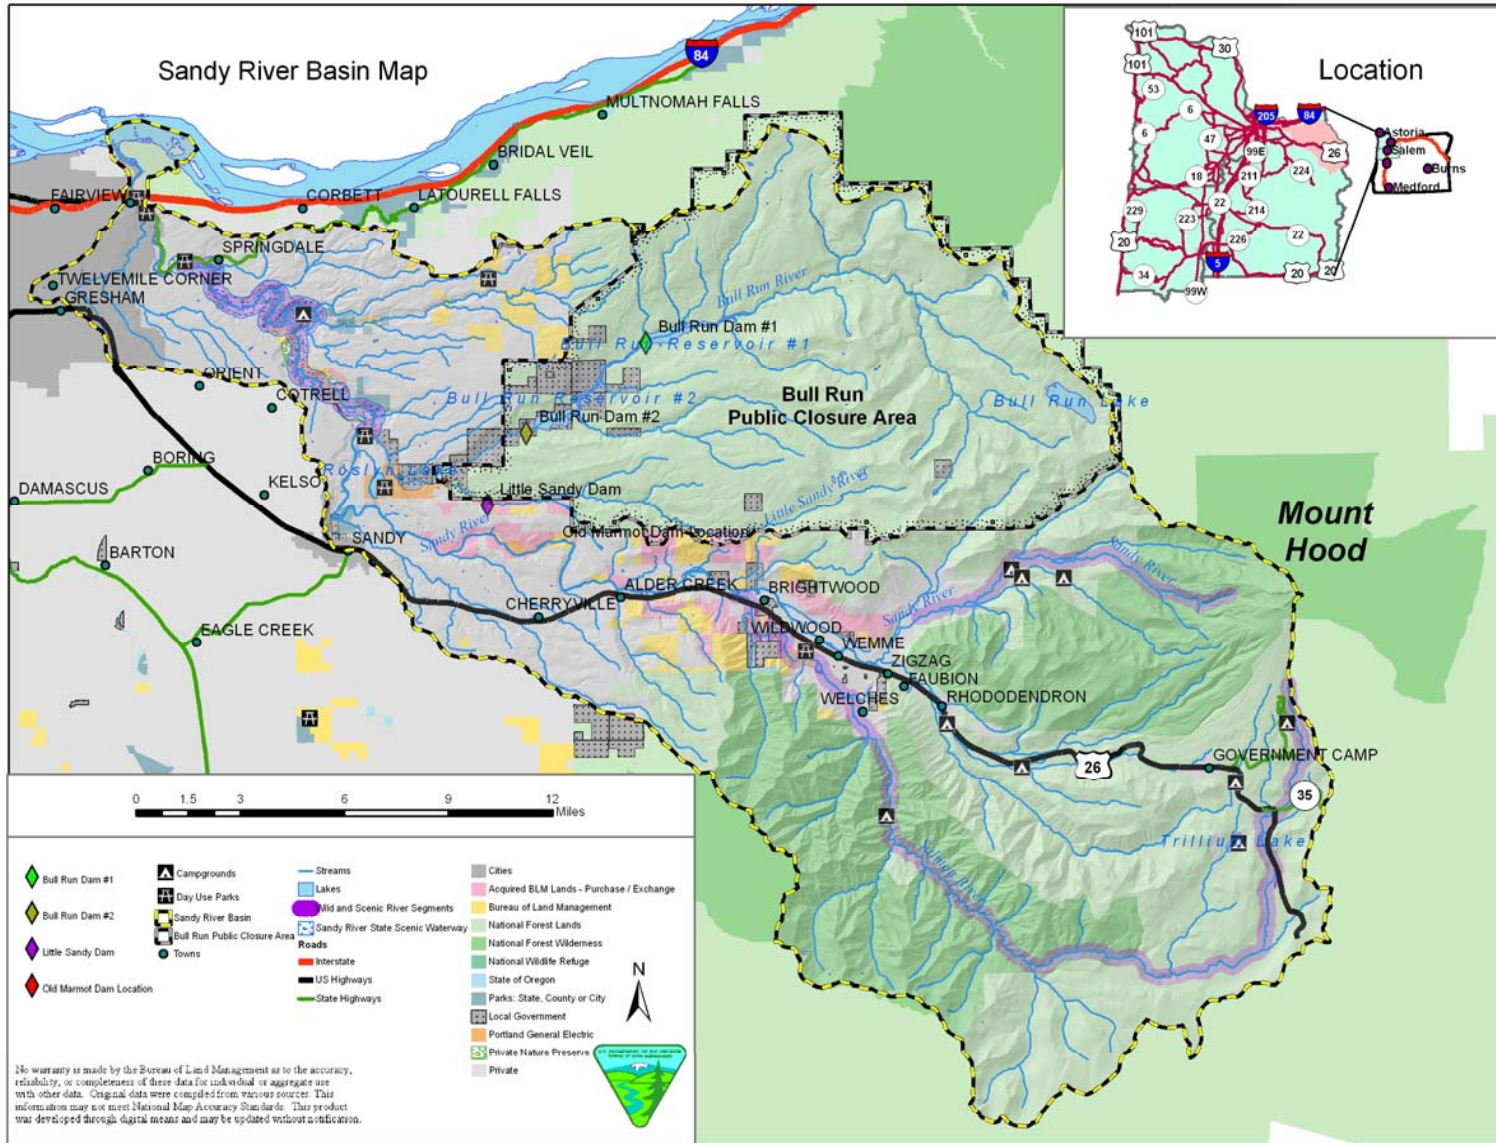 Sandy River Basin Map
84
MULTNOMAH FALLS
BRIDAL VEIL
FAIRVIEW
CORBETT
LATOURELL FALLS
SPRINGDALE
TWELVEMILE CORNER
GRESHAM
Bull Run River
Bull Run Dam #1
Bull Run Reservoir #1
ORIENT
COTRELL
Bull Run Reservoir #2
Bull Run
Public Closure Area
Bull Run Lake
Bull Run Dam #2
BORING
Roslyn Lake
DAMASCUS
KELSO
Little Sandy Dam
Little Sandy River
Mount
Hood
Sandy River
Old Marmot Dam Location
SANDY
BARTON
Sandy River
ALDER CREEK
BRIGHTWOOD
Sandy River
CHERRYVILLE
EAGLE CREEK
WILDWOOD
WEMME
ZIGZAG
FAUBION
WELCHES
RHODODENDRON
26
GOVERNMENT CAMP
35
Trillium Lake
Salmon River
Location
101
30
101
53
6
205
84
6
47
99E
26
18
211
224
229
223
22
214
20
226
22
5
34
20
20
99W
Astoria
Salem
Burns
Medford
0 1.5 3 6 9 12
Miles
Bull Run Dam #1
Bull Run Dam #2
Little Sandy Dam
Old Marmot Dam Location
Campgrounds
Day Use Parks
Sandy River Basin
Bull Run Public Closure Area
Towns
Streams
Lakes
Wild and Scenic River Segments
Sandy River State Scenic Waterway
Roads
Interstate
US Highways
State Highways
Cities
Acquired BLM Lands - Purchase / Exchange
Bureau of Land Management
National Forest Lands
National Forest Wilderness
National Wildlife Refuge
State of Oregon
Parks: State, County or City
Local Government
Portland General Electric
Private Nature Preserve
Private
N
No warranty is made by the Bureau of Land Management as to the accuracy,
reliability, or completeness of these data for individual or aggregate use
with other data. Original data were compiled from various sources. This
information may not meet National Map Accuracy Standards. This product
was developed through digital means and may be updated without notification.